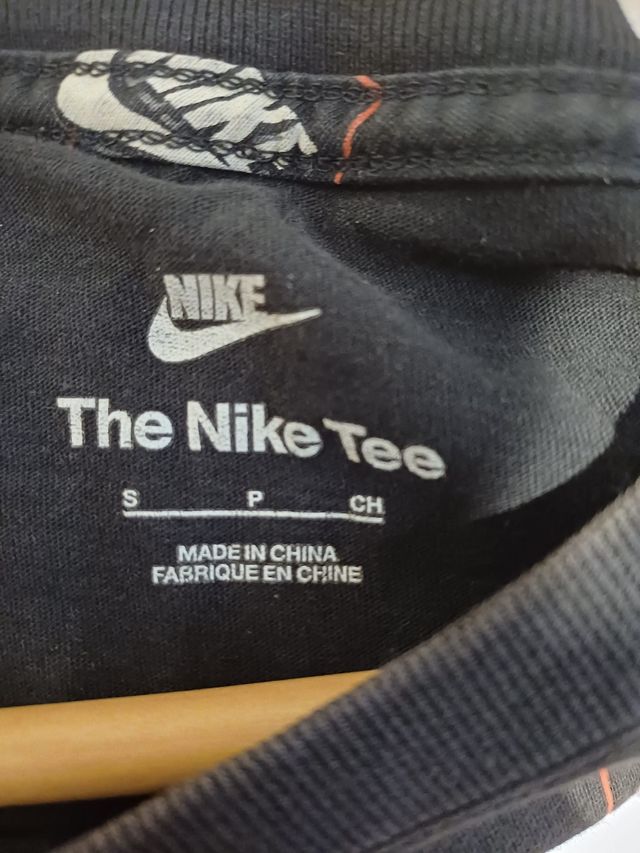 NIKE
The Nike Tee
S P CH
MADE IN CHINA
FABRIQUE EN CHINE